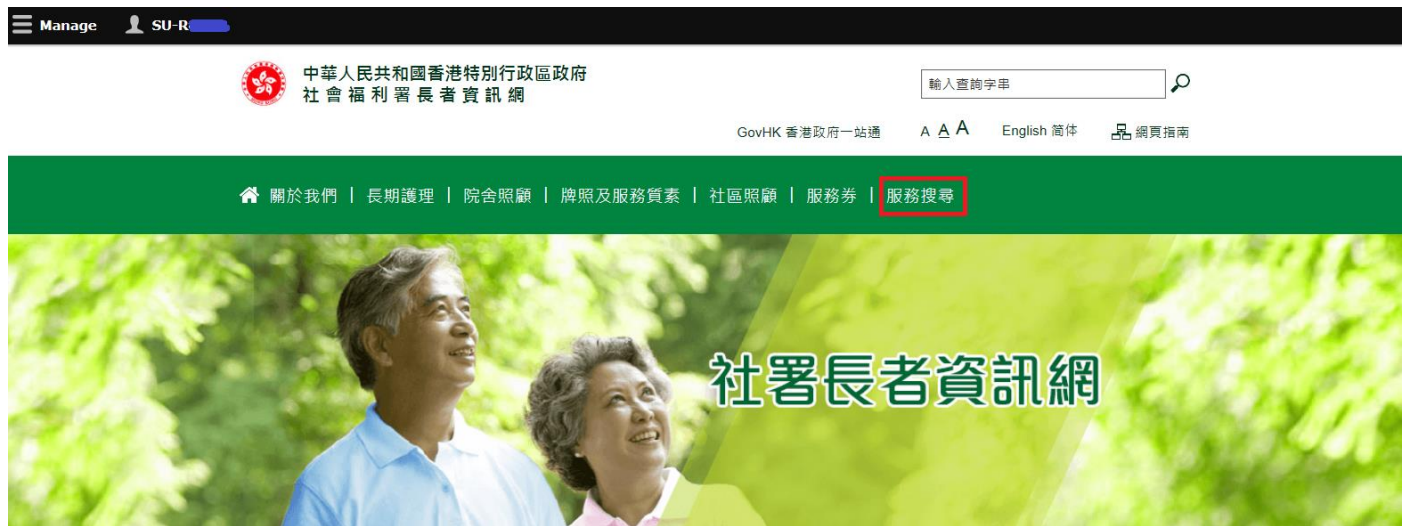 Manage SU-R
中華人民共和國香港特別行政區政府
社會福利署長者資訊網
輸入查詢字串
GovHK 香港政府一站通 A A A English 简体 網頁指南
關於我們 | 長期護理 | 院舍照顧 | 牌照及服務質素 | 社區照顧 | 服務券 | 服務搜尋
社署長者資訊網